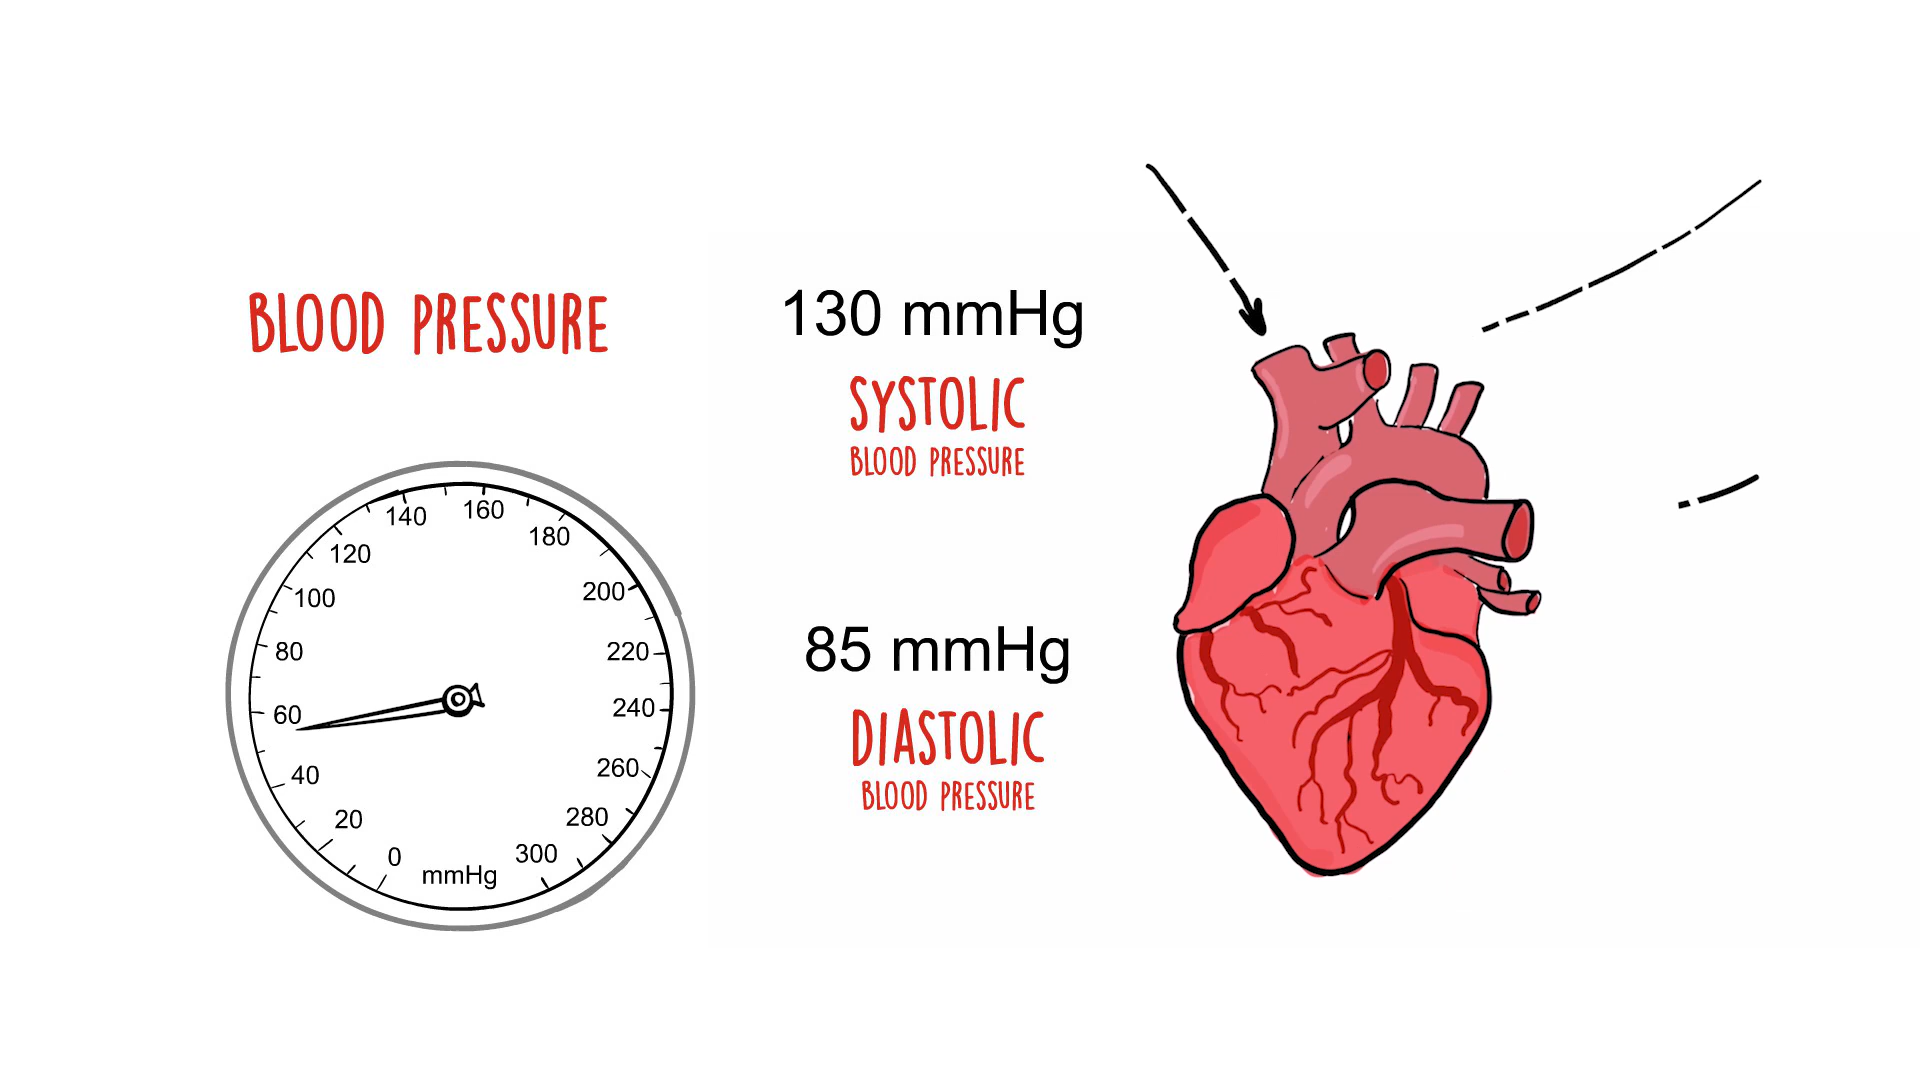 BLOOD PRESSURE
130 mmHg
SYSTOLIC
BLOOD PRESSURE
85 mmHg
DIASTOLIC
BLOOD PRESSURE
0
20
40
60
80
100
120
140
160
180
200
220
240
260
280
300
mmHg